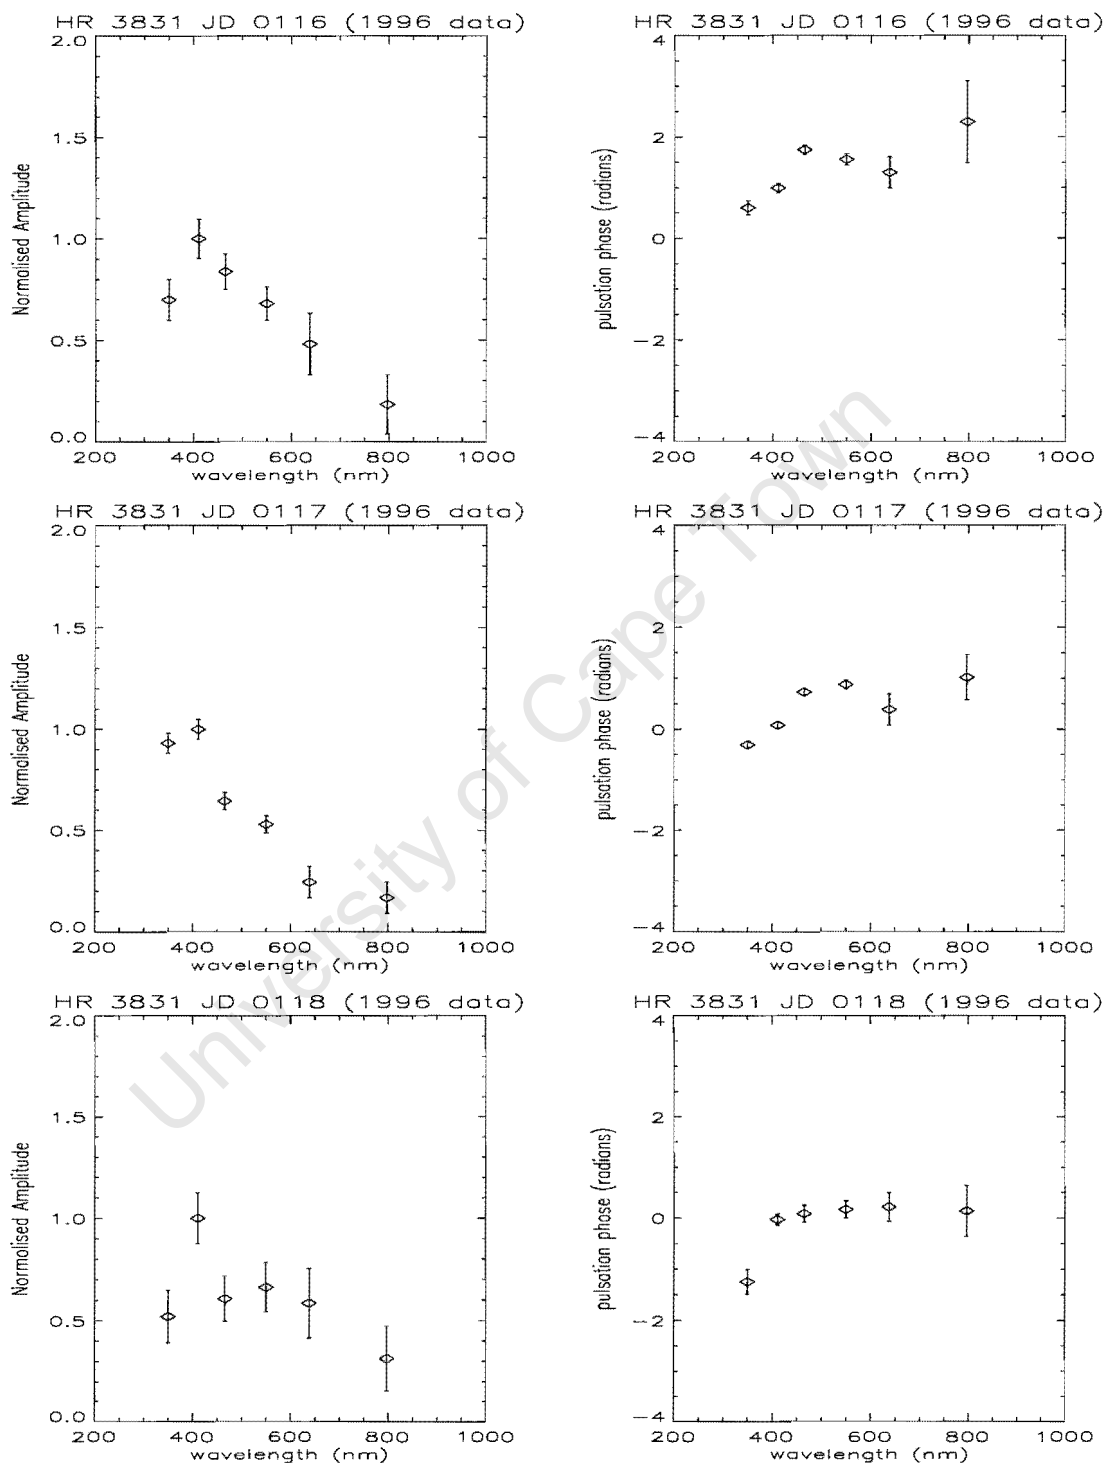 HR 3831 JD 0116 (1996 data)
2.0
1.5
1.0
0.5
0.0
Normalised Amplitude
200 400 600 800 1000
wavelength (nm)
HR 3831 JD 0116 (1996 data)
4
2
0
-2
-4
pulsation phase (radians)
200 400 600 800 1000
wavelength (nm)
HR 3831 JD 0117 (1996 data)
2.0
1.5
1.0
0.5
0.0
Normalised Amplitude
200 400 600 800 1000
wavelength (nm)
HR 3831 JD 0117 (1996 data)
4
2
0
-2
-4
pulsation phase (radians)
200 400 600 800 1000
wavelength (nm)
HR 3831 JD 0118 (1996 data)
2.0
1.5
1.0
0.5
0.0
Normalised Amplitude
200 400 600 800 1000
wavelength (nm)
HR 3831 JD 0118 (1996 data)
4
2
0
-2
-4
pulsation phase (radians)
200 400 600 800 1000
wavelength (nm)
University of Cape Town